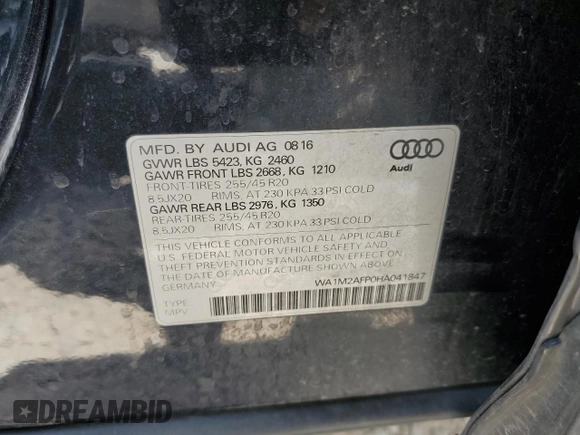 MFD. BY AUDI AG 08 16
GVWR LBS 5423, KG 2460
GAWR FRONT LBS 2668, KG 1210
FRONT-TIRES 255/45 R20
8.5JX20 RIMS, AT 230 KPA 33 PSI COLD
GAWR REAR LBS 2976, KG 1350
REAR-TIRES 255/45 R20
8.5JX20 RIMS, AT 230 KPA 33 PSI COLD
THIS VEHICLE CONFORMS TO ALL APPLICABLE
U.S. FEDERAL MOTOR VEHICLE SAFETY AND
THEFT PREVENTION STANDARDS IN EFFECT ON
THE DATE OF MANUFACTURE SHOWN ABOVE.
Audi
WA1M2AFP0HA041847
TYPE
MPV
DREAMBID